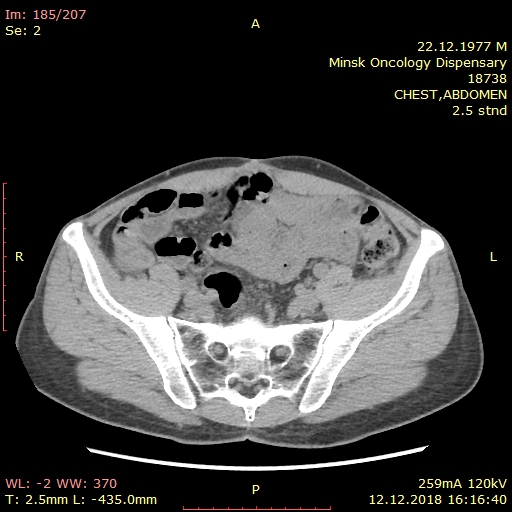 Im: 185/207
Se: 2
A
22.12.1977 M
Minsk Oncology Dispensary
18738
CHEST,ABDOMEN
2.5 stnd
R
L
WL: -2 WW: 370
T: 2.5mm L: -435.0mm
P
259mA 120kV
12.12.2018 16:16:40